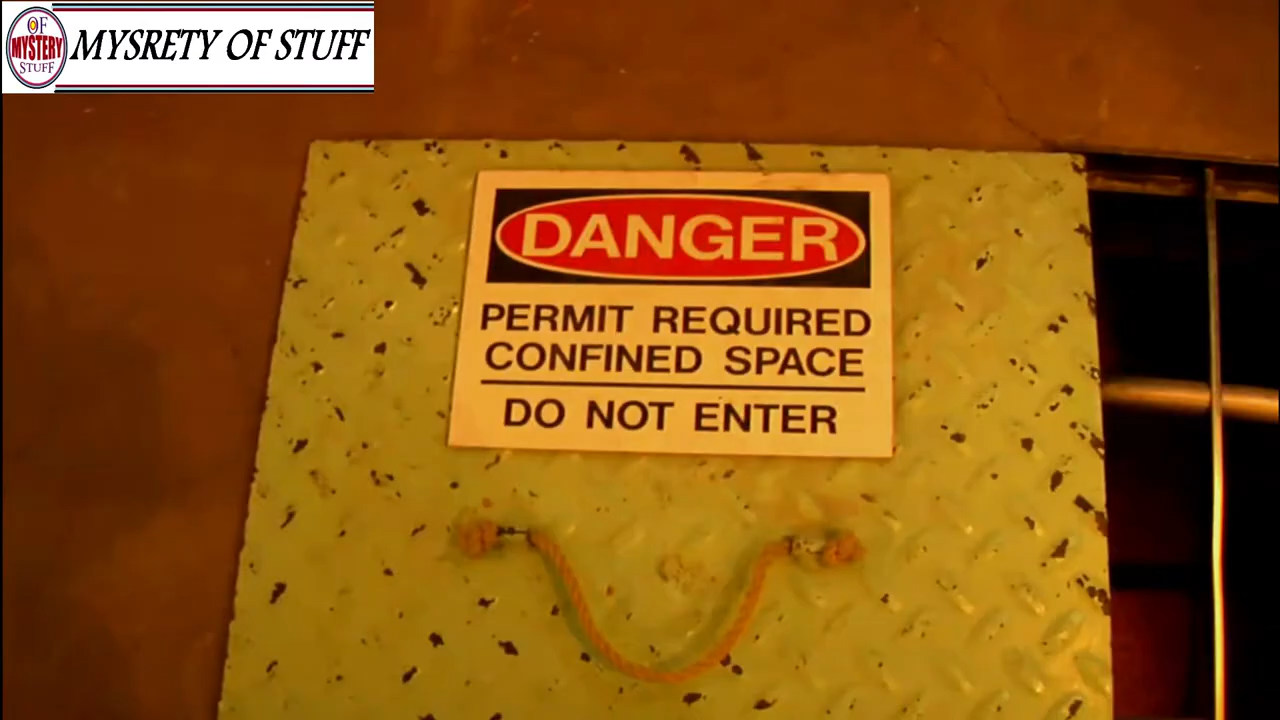 OF
MYSTERY
STUFF
MYSRETY OF STUFF
DANGER
PERMIT REQUIRED
CONFINED SPACE
DO NOT ENTER